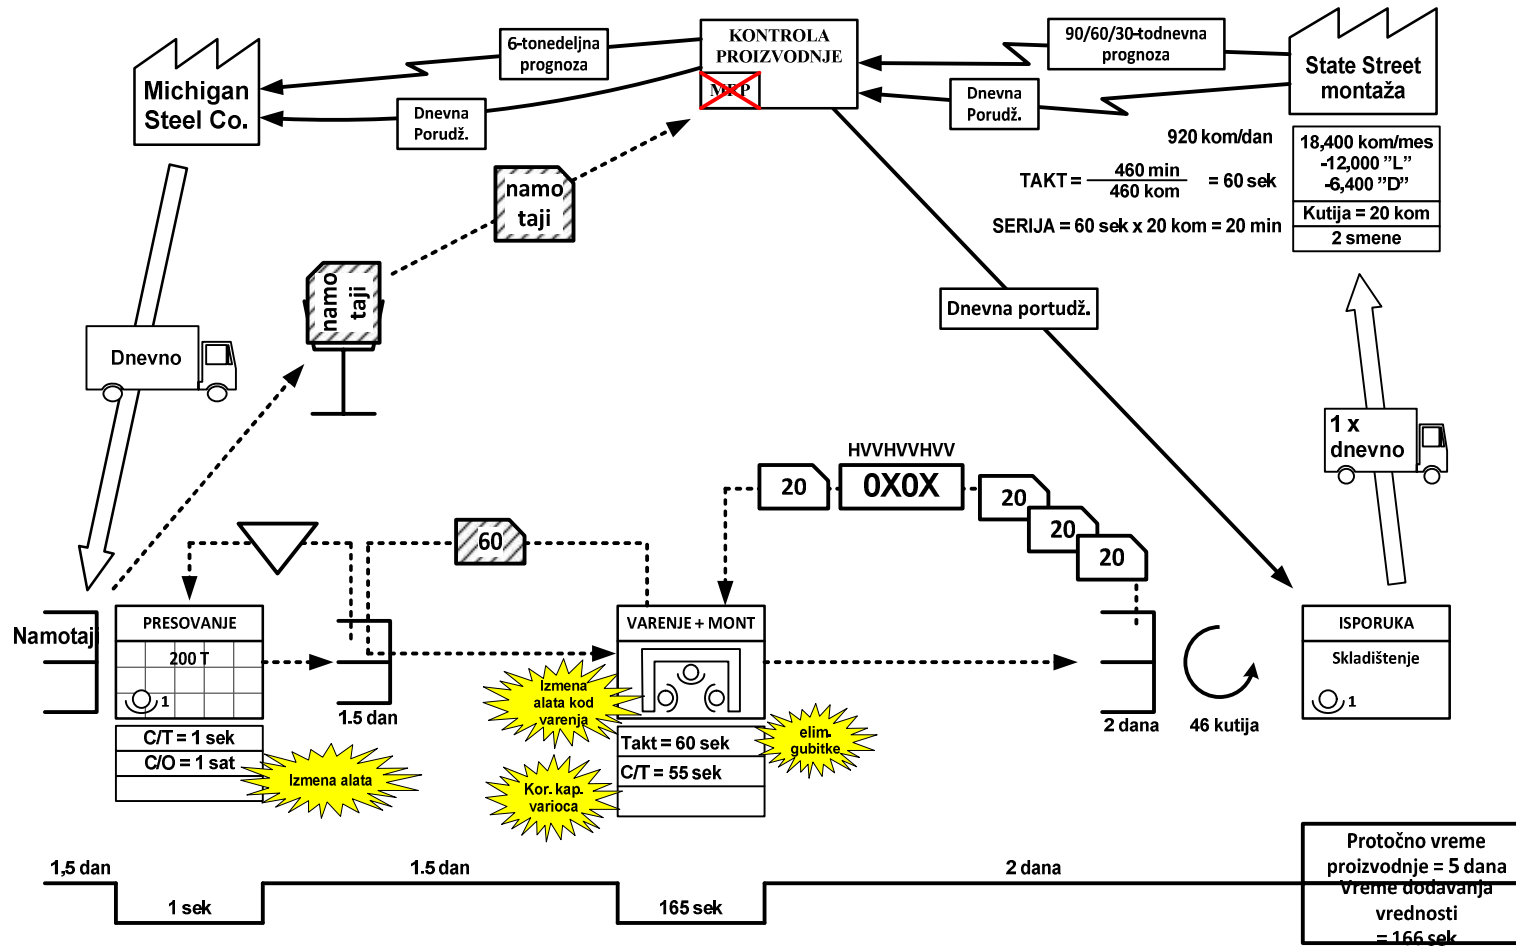 KONTROLA
PROIZVODNJE
MRP
6-tonedeljna
prognoza
90/60/30-todnevna
prognoza
Michigan
Steel Co.
Dnevna
Porudž.
Dnevna
Porudž.
State Street
montaža
920 kom/dan
18,400 kom/mes
-12,000 ”L”
-6,400 ”D”
Kutija = 20 kom
2 smene
TAKT = 460 min / 460 kom = 60 sek
SERIJA = 60 sek x 20 kom = 20 min
namo
taji
namo
taji
Dnevna portudž.
Dnevno
1 x
dnevno
HVVHVVHVV
20
0X0X
20
20
20
60
Namotaji
PRESOVANJE
200 T
1
C/T = 1 sek
C/O = 1 sat
Izmena alata
1.5 dan
VARENJE + MONT
Izmena
alata kod
varenja
Takt = 60 sek
C/T = 55 sek
elim.
gubitke
Kor. kap.
varioca
2 dana
46 kutija
ISPORUKA
Skladištenje
1
1,5 dan
1 sek
1.5 dan
165 sek
2 dana
Protočno vreme
proizvodnje = 5 dana
Vreme dodavanja
vrednosti
= 166 sek